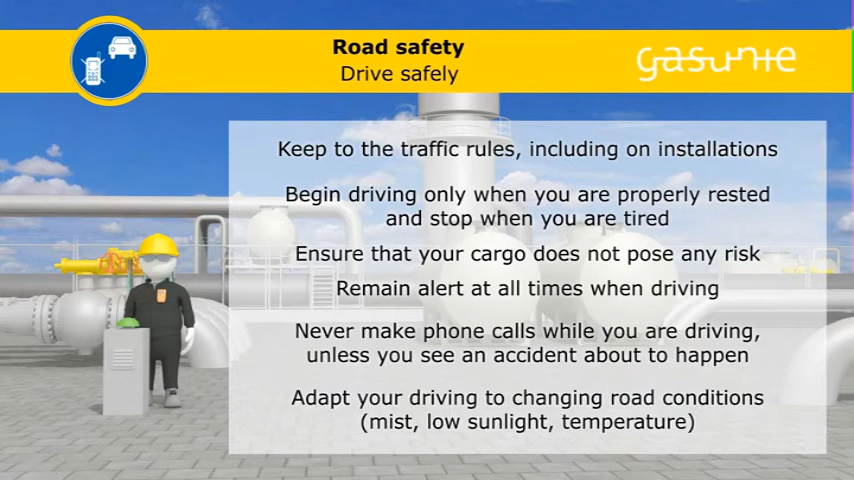 Road safety
Drive safely
gasunie
Keep to the traffic rules, including on installations
Begin driving only when you are properly rested
and stop when you are tired
Ensure that your cargo does not pose any risk
Remain alert at all times when driving
Never make phone calls while you are driving,
unless you see an accident about to happen
Adapt your driving to changing road conditions
(mist, low sunlight, temperature)